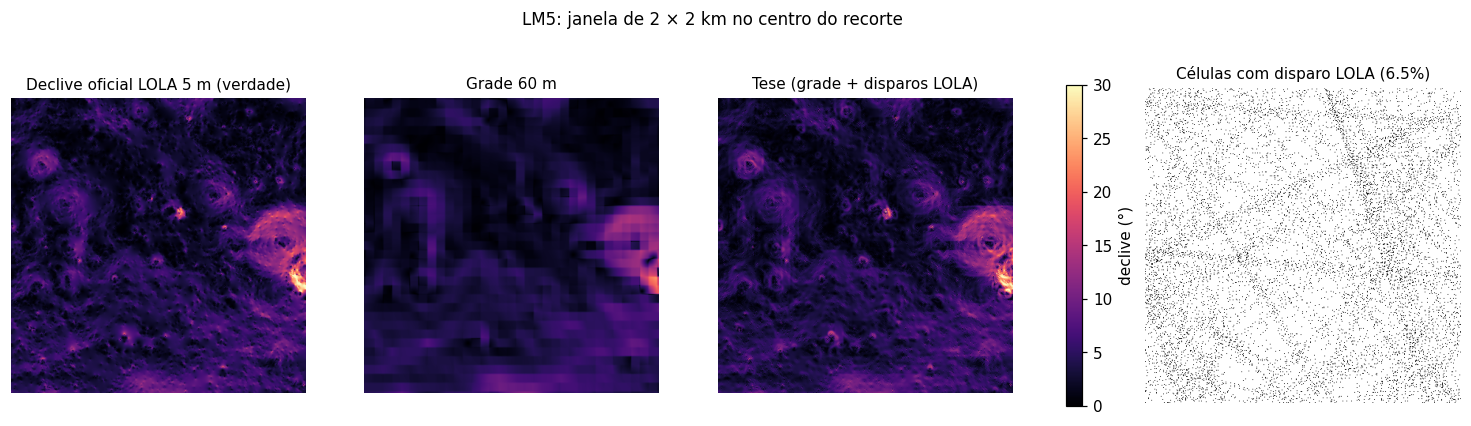 LM5: janela de 2 × 2 km no centro do recorte
Declive oficial LOLA 5 m (verdade)
Grade 60 m
Tese (grade + disparos LOLA)
30
25
20
15
10
5
0
declive (°)
Células com disparo LOLA (6.5%)